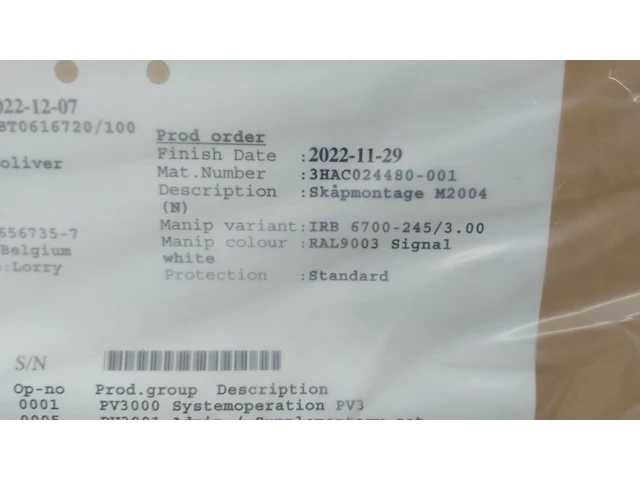 022-12-07
BT0616720/100
Prod order
oliver
Finish Date :2022-11-29
Mat.Number :3HAC024480-001
Description :Skåpmontage M2004
(N)
656735-7
Manip variant:IRB 6700-245/3.00
Belgium
Manip colour :RAL9003 Signal
white
:Lorry
Protection :Standard
S/N
Op-no Prod.group Description
0001 PV3000 Systemoperation PV3